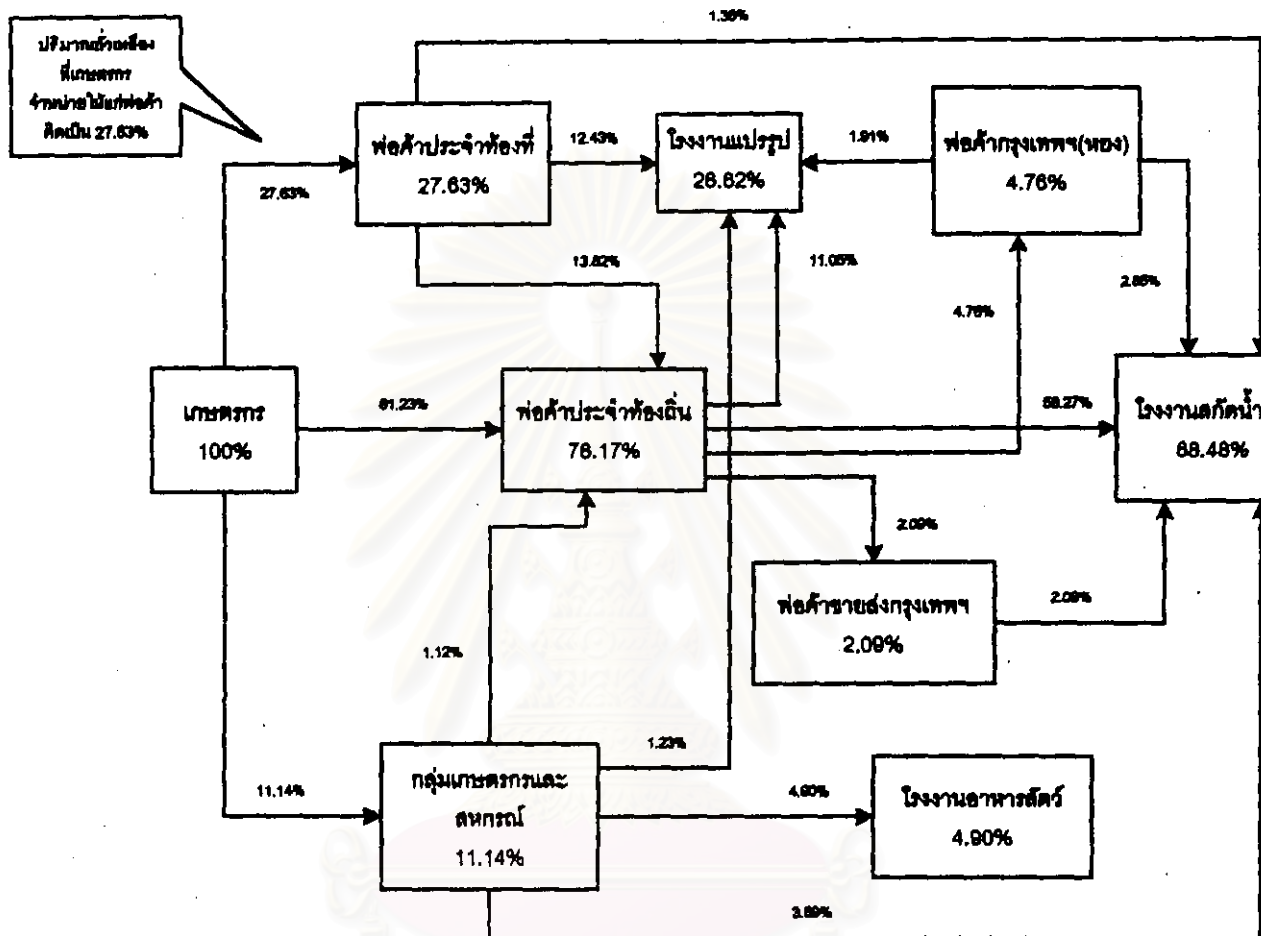 1.38%
ปริมาณถั่วเหลือง
ที่เกษตรกร
จำหน่ายให้แก่พ่อค้า
คิดเป็น 27.63%
พ่อค้าประจำท้องที่
27.63%
12.43%
โรงงานแปรรูป
26.62%
1.91%
พ่อค้ากรุงเทพฯ(หยง)
4.76%
27.63%
13.82%
11.05%
4.76%
2.85%
เกษตรกร
100%
61.23%
พ่อค้าประจำท้องถิ่น
76.17%
58.27%
โรงงานสกัดน้ำ
68.48%
2.09%
พ่อค้าขายส่งกรุงเทพฯ
2.09%
2.09%
1.12%
1.23%
11.14%
กลุ่มเกษตรกรและ
สหกรณ์
11.14%
4.90%
โรงงานอาหารสัตว์
4.90%
3.89%